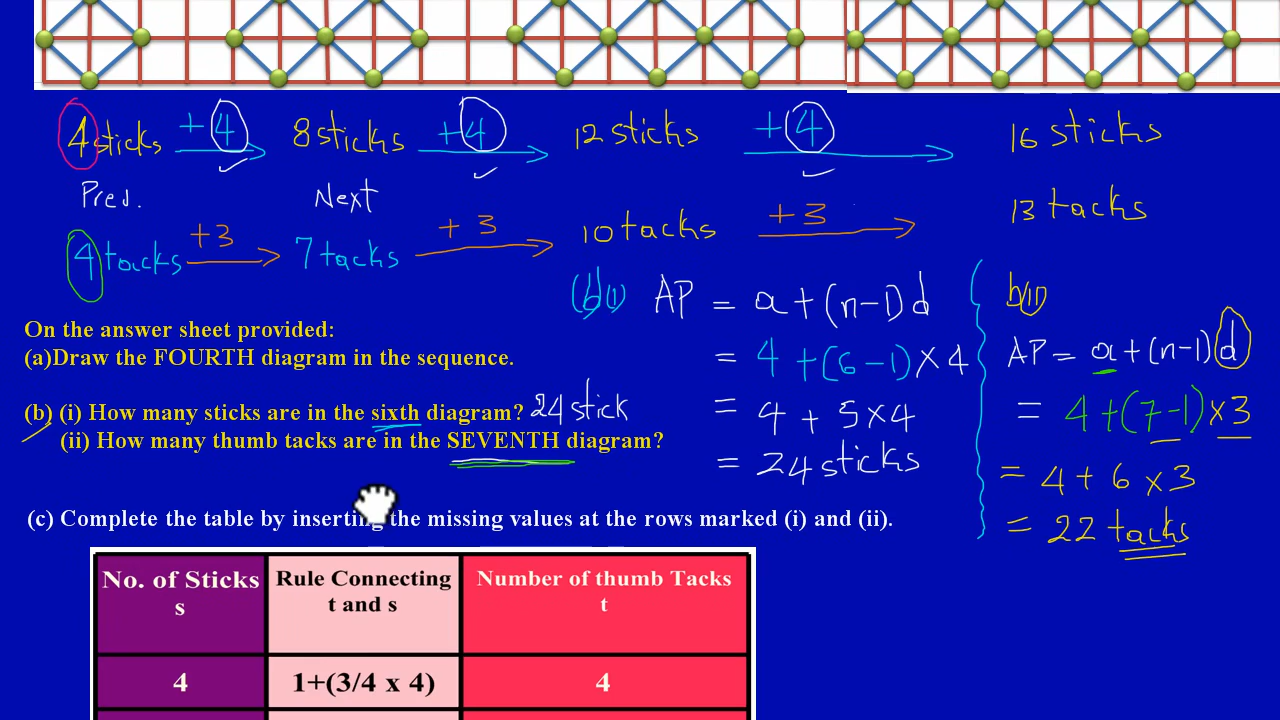 4 sticks +4 8 sticks +4 12 sticks +4 16 sticks
Pred. Next
4 tacks +3 7 tacks +3 10 tacks +3 13 tacks
(b(i) AP = a+(n-1)d
= 4 +(6-1)×4
= 4 + 5×4
= 24 sticks
b(ii)
AP = a+(n-1)d
= 4+(7-1)×3
= 4+ 6 ×3
= 22 tacks
On the answer sheet provided:
(a)Draw the FOURTH diagram in the sequence.
(b) (i) How many sticks are in the sixth diagram? 24 stick
(ii) How many thumb tacks are in the SEVENTH diagram?
(c) Complete the table by inserting the missing values at the rows marked (i) and (ii).
No. of Sticks
s
Rule Connecting
t and s
Number of thumb Tacks
t
4 1+(3/4 x 4) 4